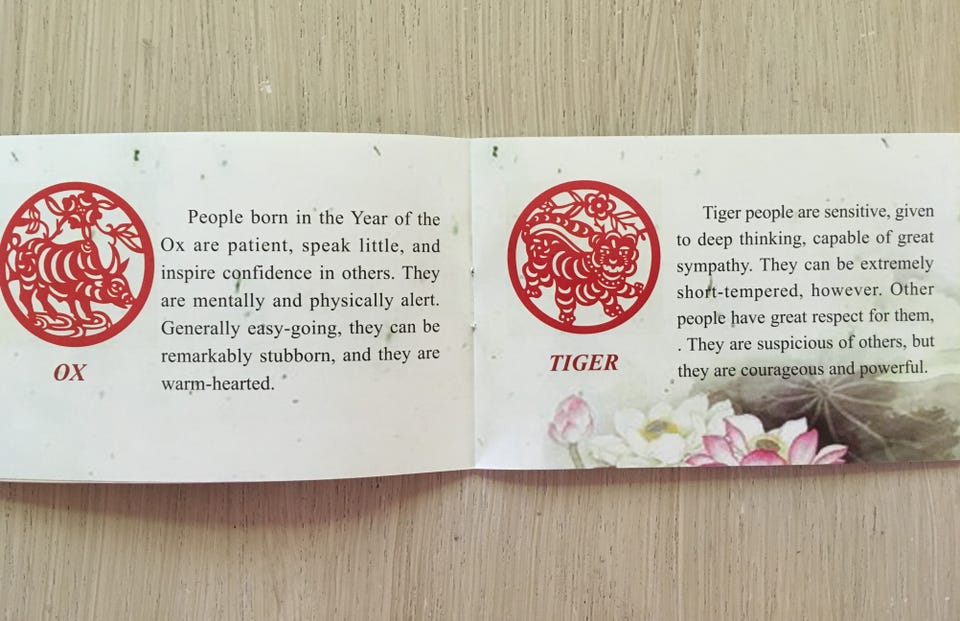 People born in the Year of the
Ox are patient, speak little, and
inspire confidence in others. They
are mentally and physically alert.
Generally easy-going, they can be
remarkably stubborn, and they are
warm-hearted.
OX
Tiger people are sensitive, given
to deep thinking, capable of great
sympathy. They can be extremely
short-tempered, however. Other
people have great respect for them,
. They are suspicious of others, but
they are courageous and powerful.
TIGER